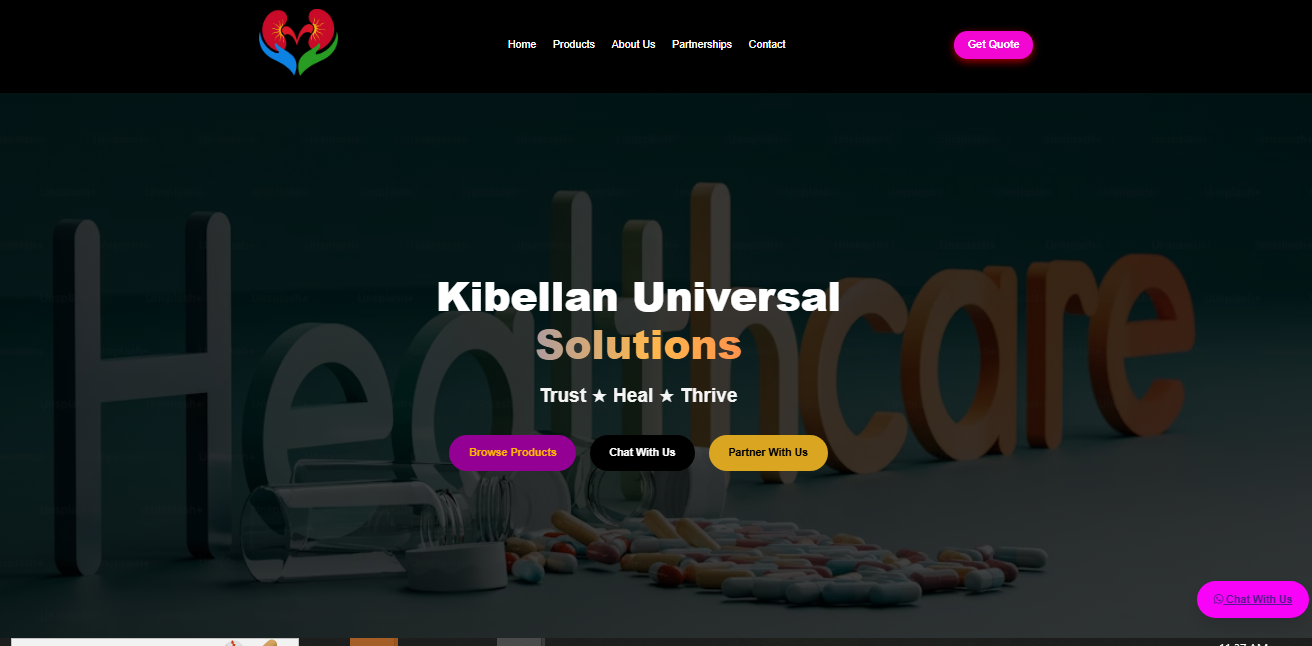 Home Products About Us Partnerships Contact
Get Quote
Healthcare
Kibellan Universal
Solutions
Trust ★ Heal ★ Thrive
Browse Products
Chat With Us
Partner With Us
Chat With Us